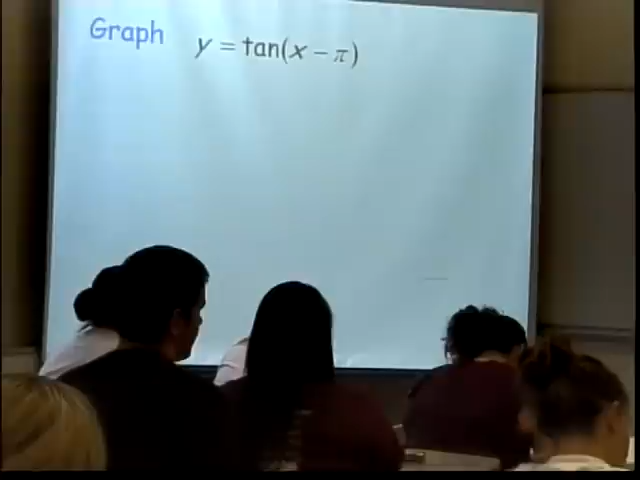 Graph y = tan(x − π)